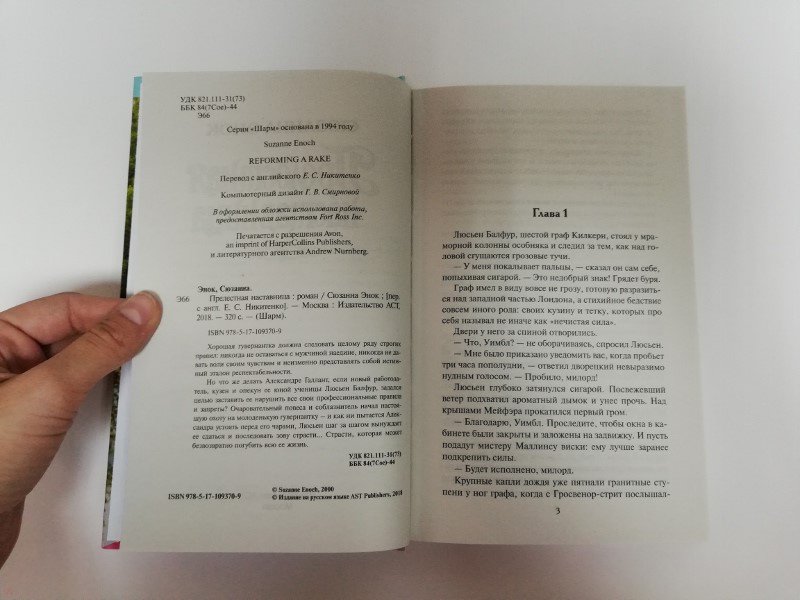 УДК 821.111-31(73)
ББК 84(7Сое)-44
Э66
Серия «Шарм» основана в 1994 году
Suzanne Enoch
REFORMING A RAKE
Перевод с английского Е. С. Никитенко
Компьютерный дизайн Г. В. Смирновой
В оформлении обложки использована работа,
предоставленная агентством Fort Ross Inc.
Печатается с разрешения Avon,
an imprint of HarperCollins Publishers,
и литературного агентства Andrew Nurnberg.
Энок, Сюзанна.
Э66 Прелестная наставница : роман / Сюзанна Энок ; [пер.
с англ. Е. С. Никитенко]. — Москва : Издательство АСТ,
2018. — 320 с. — (Шарм).
ISBN 978-5-17-109370-9
Хорошая гувернантка должна следовать целому ряду строгих
правил: никогда не оставаться с мужчиной наедине, никогда не да-
вать воли своим чувствам и неизменно представлять собой истин-
ный эталон респектабельности.
Но что же делать Александре Галлант, если новый работода-
тель, кузен и опекун ее юной ученицы Люсьен Балфур, задался
целью заставить ее нарушить все свои профессиональные правила
и запреты? Очаровательный повеса и соблазнитель начал настоя-
щую охоту на молоденькую гувернантку — и как ни пытается Алек-
сандра устоять перед его чарами, Люсьен шаг за шагом вынуждает
ее сдаться и последовать зову страсти... Страсти, которая может
безвозвратно погубить всю ее жизнь.
УДК 821.111-31(73)
ББК 84(7Сое)-44
© Suzanne Enoch, 2000
ISBN 978-5-17-109370-9 © Издание на русском языке AST Publishers, 2018
Глава 1
Люсьен Балфур, шестой граф Килкерн, стоял у мра-
морной колонны особняка и следил за тем, как над го-
ловой сгущаются грозовые тучи.
— У меня покалывает пальцы, — сказал он сам себе,
попыхивая сигарой. — Это недобрый знак! Грядет буря.
Граф имел в виду вовсе не грозу, готовую разразить-
ся над западной частью Лондона, а стихийное бедствие
совсем иного рода: своих кузину и тетку, которых про
себя называл не иначе как «нечистая сила».
Двери у него за спиной отворились.
— Что, Уимбл? — не оборачиваясь, спросил Люсьен.
— Мне было приказано уведомить вас, когда пробьет
три часа пополудни, — ответил дворецкий невыразимо
нудным голосом. — Пробило, милорд!
Люсьен глубоко затянулся сигарой. Посвежевший
ветер подхватил ароматный дымок и унес прочь. Над
крышами Мейфэра прокатился первый гром.
— Благодарю, Уимбл. Проследите, чтобы окна в ка-
бинете были закрыты и заложены на задвижку. И пусть
подадут мистеру Маллинсу виски: ему лучше заранее
подкрепить силы.
— Будет исполнено, милорд.
Крупные капли дождя уже пятнали гранитные сту-
пени у ног графа, когда с Гросвенор-стрит послышал-
3